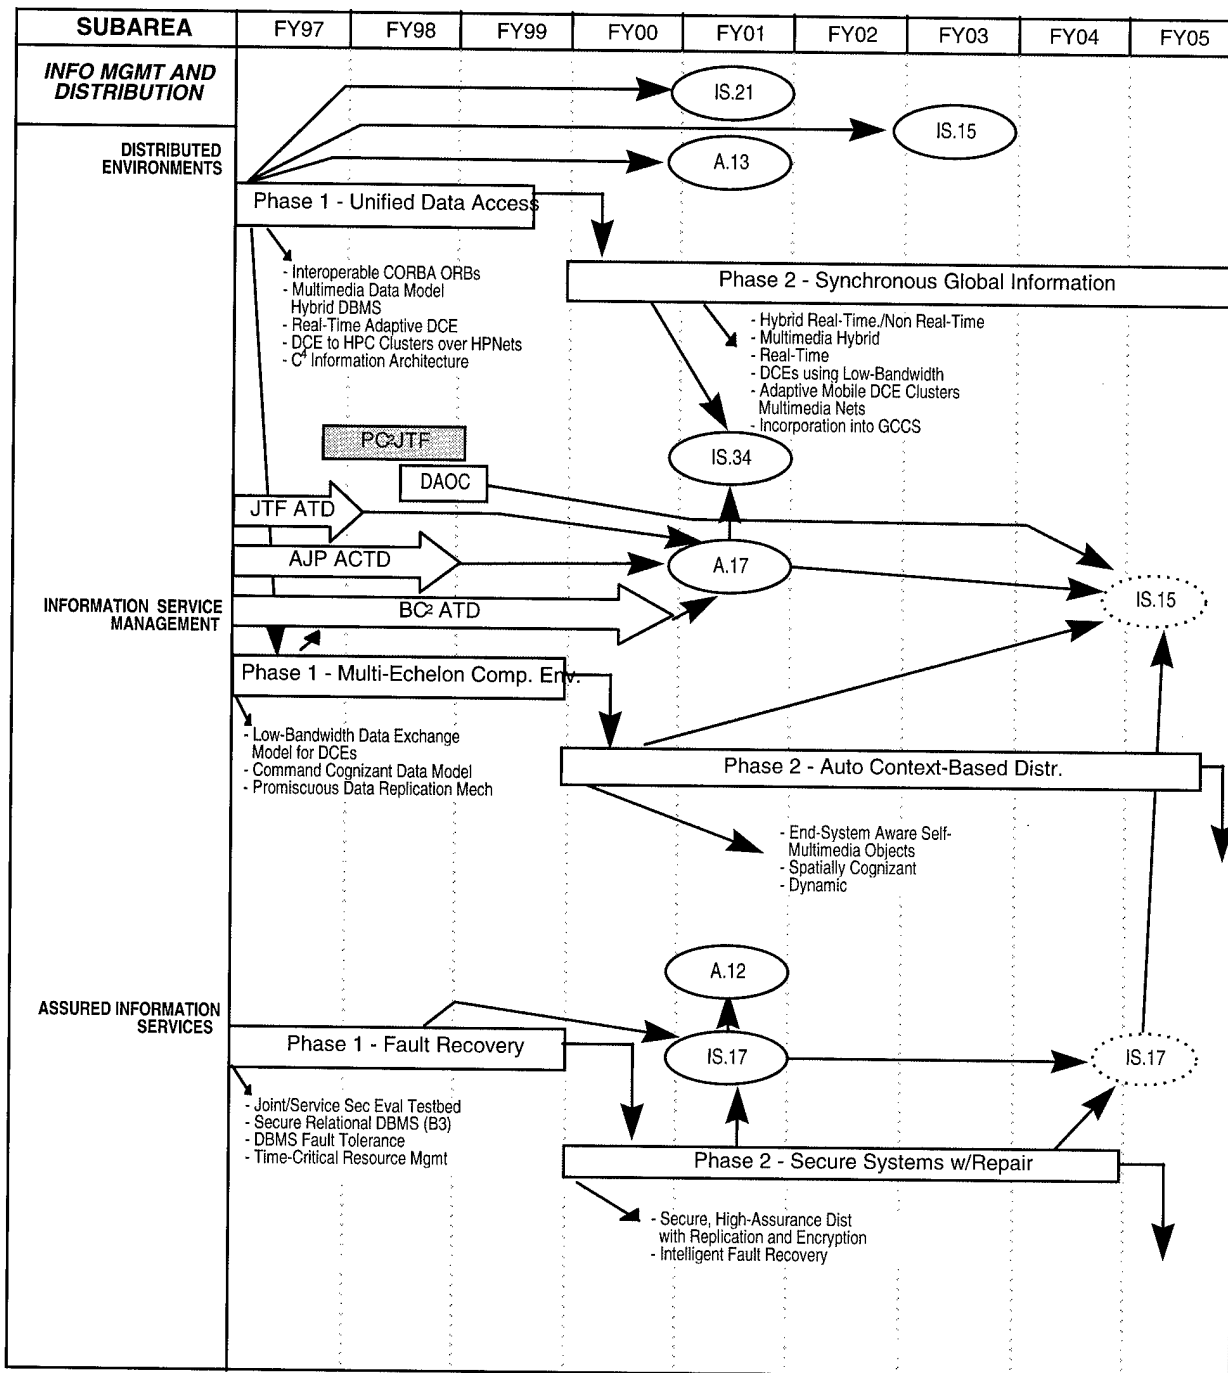 SUBAREA FY97 FY98 FY99 FY00 FY01 FY02 FY03 FY04 FY05
INFO MGMT AND
DISTRIBUTION
IS.21
IS.15
DISTRIBUTED
ENVIRONMENTS
A.13
Phase 1 - Unified Data Access
- Interoperable CORBA ORBs
- Multimedia Data Model
Hybrid DBMS
- Real-Time Adaptive DCE
- DCE to HPC Clusters over HPNets
- C⁴ Information Architecture
Phase 2 - Synchronous Global Information
- Hybrid Real-Time./Non Real-Time
- Multimedia Hybrid
- Real-Time
- DCEs using Low-Bandwidth
- Adaptive Mobile DCE Clusters
Multimedia Nets
- Incorporation into GCCS
PC²JTF
IS.34
DAOC
JTF ATD
AJP ACTD
A.17
INFORMATION SERVICE
MANAGEMENT
BC² ATD
IS.15
Phase 1 - Multi-Echelon Comp. Env.
- Low-Bandwidth Data Exchange
Model for DCEs
- Command Cognizant Data Model
- Promiscuous Data Replication Mech
Phase 2 - Auto Context-Based Distr.
- End-System Aware Self-
Multimedia Objects
- Spatially Cognizant
- Dynamic
A.12
ASSURED INFORMATION
SERVICES
Phase 1 - Fault Recovery
IS.17
IS.17
- Joint/Service Sec Eval Testbed
- Secure Relational DBMS (B3)
- DBMS Fault Tolerance
- Time-Critical Resource Mgmt
Phase 2 - Secure Systems w/Repair
- Secure, High-Assurance Dist
with Replication and Encryption
- Intelligent Fault Recovery